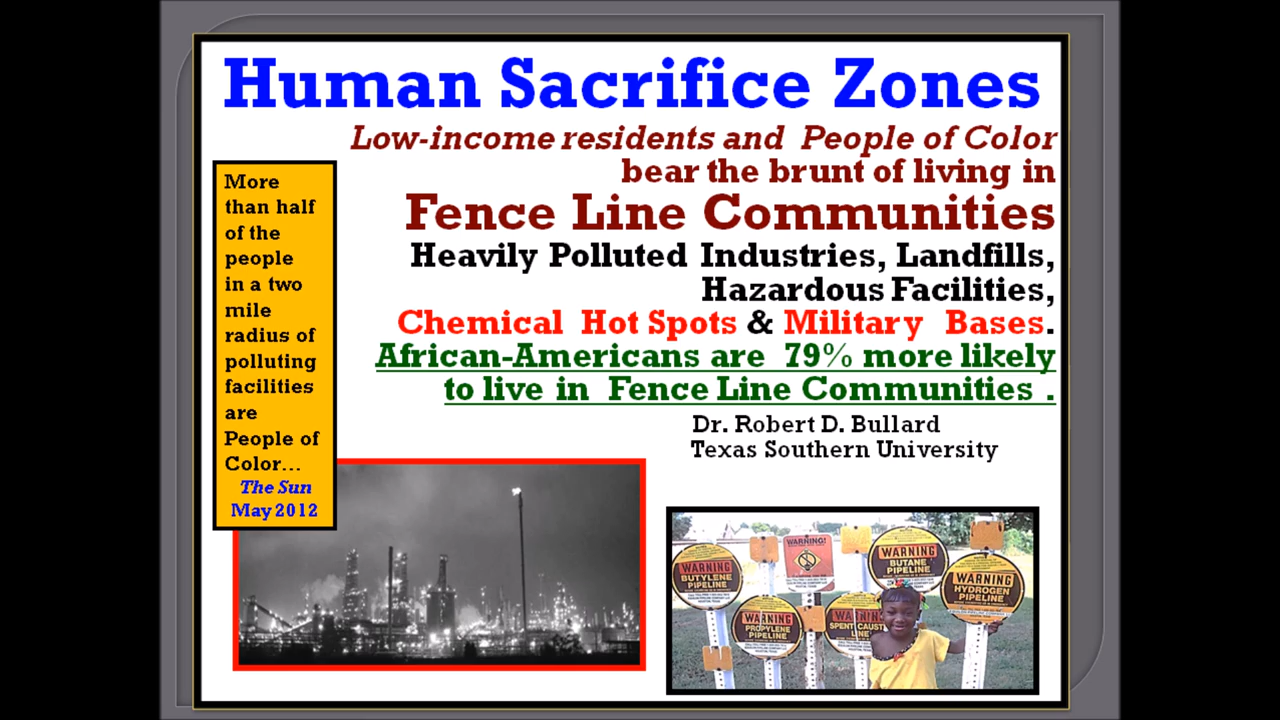 Human Sacrifice Zones
Low-income residents and People of Color
bear the brunt of living in
Fence Line Communities
Heavily Polluted Industries, Landfills,
Hazardous Facilities,
Chemical Hot Spots & Military Bases.
African-Americans are 79% more likely
to live in Fence Line Communities .
Dr. Robert D. Bullard
Texas Southern University
More
than half
of the
people
in a two
mile
radius of
polluting
facilities
are
People of
Color...
The Sun
May 2012
WARNING
BUTYLENE
PIPELINE
WARNING!
WARNING
PROPYLENE
PIPELINE
WARNING
SPENT CAUSTI
LINE
WARNING
BUTANE
PIPELINE
WARNING
HYDROGEN
PIPELINE